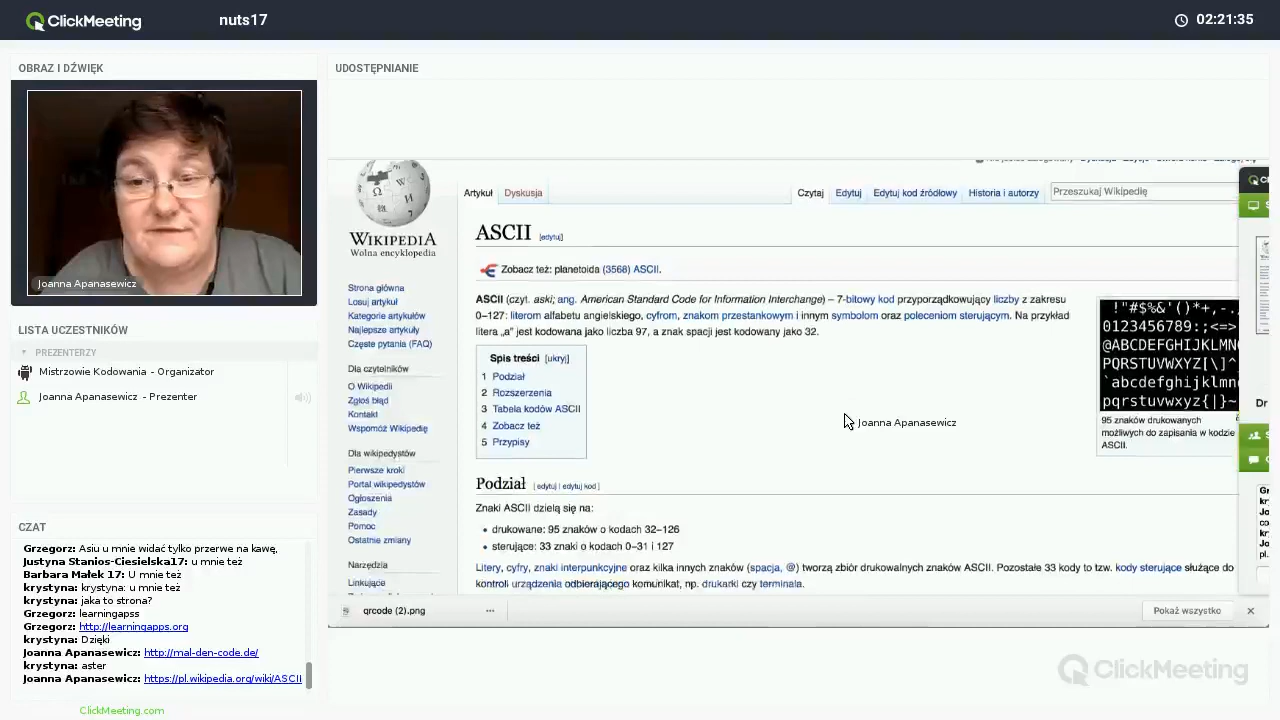 ClickMeeting
nuts17
02:21:35
OBRAZ I DŹWIĘK
Joanna Apanasewicz
LISTA UCZESTNIKÓW
PREZENTERZY
Mistrzowie Kodowania - Organizator
Joanna Apanasewicz - Prezenter
CZAT
Grzegorz: Asiu u mnie widać tylko przerwe na kawę,
Justyna Stanios-Ciesielska17: u mnie też
Barbara Małek 17: U mnie też
krystyna: krystyna: u mnie też
krystyna: jaka to strona?
Grzegorz: learningapss
Grzegorz: http://learningapps.org
krystyna: Dzięki
Joanna Apanasewicz: http://mal-den-code.de/
krystyna: aster
Joanna Apanasewicz: https://pl.wikipedia.org/wiki/ASCII
ClickMeeting.com
UDOSTĘPNIANIE
WIKIPEDIA
Wolna encyklopedia
Strona główna
Losuj artykuł
Kategorie artykułów
Najlepsze artykuły
Częste pytania (FAQ)
Dla czytelników
O Wikipedii
Zgłoś błąd
Kontakt
Wspomóż Wikipedię
Dla wikipedystów
Pierwsze kroki
Portal wikipedystów
Ogłoszenia
Zasady
Pomoc
Ostatnie zmiany
Narzędzia
Linkujące
Artykuł Dyskusja Czytaj Edytuj Edytuj kod źródłowy Historia i autorzy Przeszukaj Wikipedię
ASCII [edytuj]
Zobacz też: planetoida (3568) ASCII.
ASCII (czyt. aski, ang. American Standard Code for Information Interchange) – 7-bitowy kod przyporządkowujący liczby z zakresu
0–127: literom alfabetu angielskiego, cyfrom, znakom przestankowym i innym symbolom oraz poleceniom sterującym. Na przykład
litera „a” jest kodowana jako liczba 97, a znak spacji jest kodowany jako 32.
Spis treści [ukryj]
1 Podział
2 Rozszerzenia
3 Tabela kodów ASCII
4 Zobacz też
5 Przypisy
Joanna Apanasewicz
!"#$%&'()*+,-.
0123456789:;<=>
@ABCDEFGHIJKLMN
PQRSTUVWXYZ[\]^
`abcdefghijklmn
pqrstuvwxyz{|}~
95 znaków drukowanych
możliwych do zapisania w kodzie
ASCII.
Podział [ edytuj | edytuj kod ]
Znaki ASCII dzielą się na:
• drukowane: 95 znaków o kodach 32–126
• sterujące: 33 znaki o kodach 0–31 i 127
Litery, cyfry, znaki interpunkcyjne oraz kilka innych znaków (spacja, @) tworzą zbiór drukowalnych znaków ASCII. Pozostałe 33 kody to tzw. kody sterujące służące do
kontroli urządzenia odbierającego komunikat, np. drukarki czy terminala.
qrcode (2).png
Pokaż wszystko
ClickMeeting